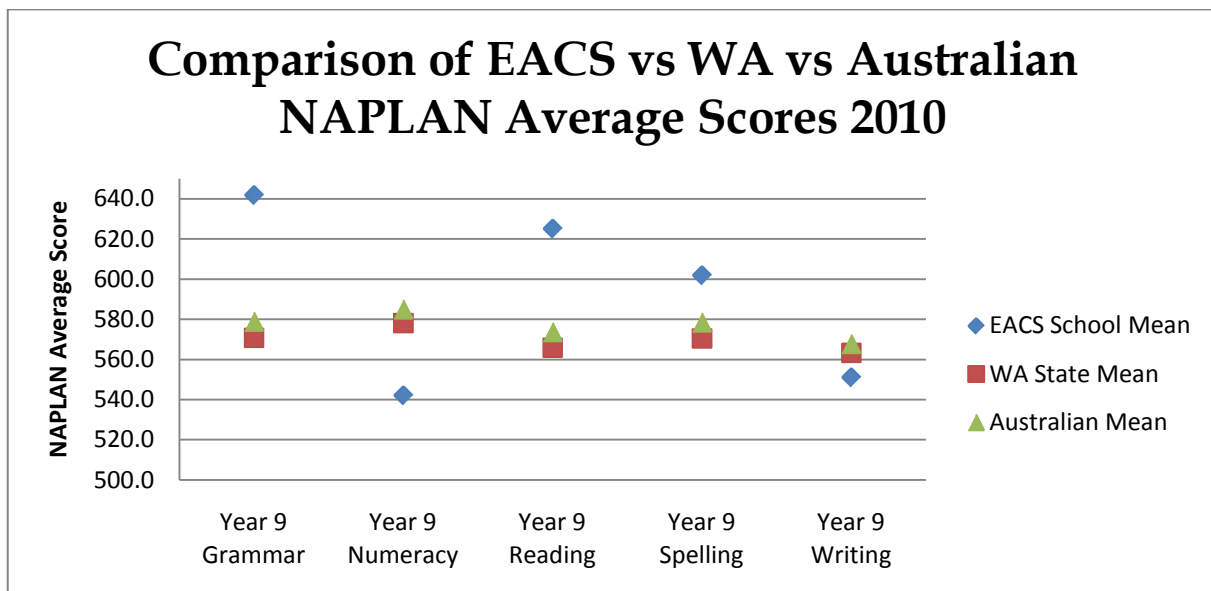 Comparison of EACS vs WA vs Australian
NAPLAN Average Scores 2010
NAPLAN Average Score
640.0
620.0
600.0
580.0
560.0
540.0
520.0
500.0
Year 9
Grammar
Year 9
Numeracy
Year 9
Reading
Year 9
Spelling
Year 9
Writing
EACS School Mean
WA State Mean
Australian Mean